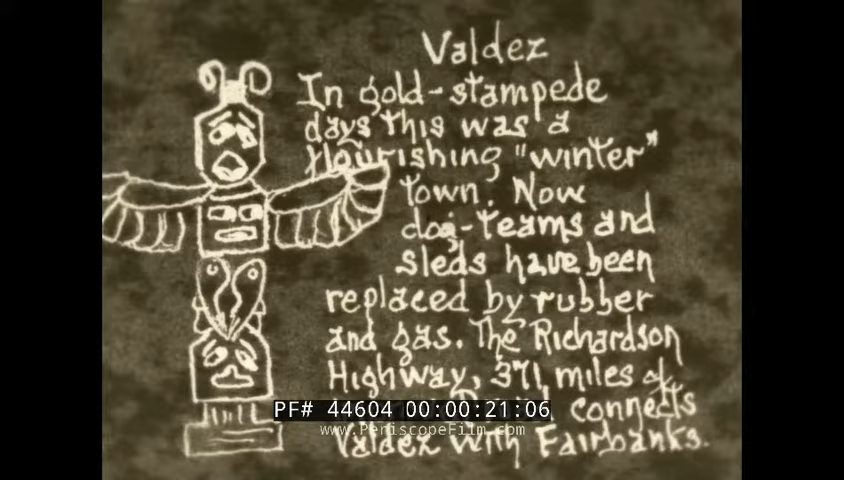 Valdez
In gold-stampede
days this was a
flourishing "winter"
town. Now
dog-teams and
sleds have been
replaced by rubber
and gas. The Richardson
Highway, 371 miles of
connects
PF# 44604 00:00:21:06
www.PeriscopeFilm.com
Valdez with Fairbanks.